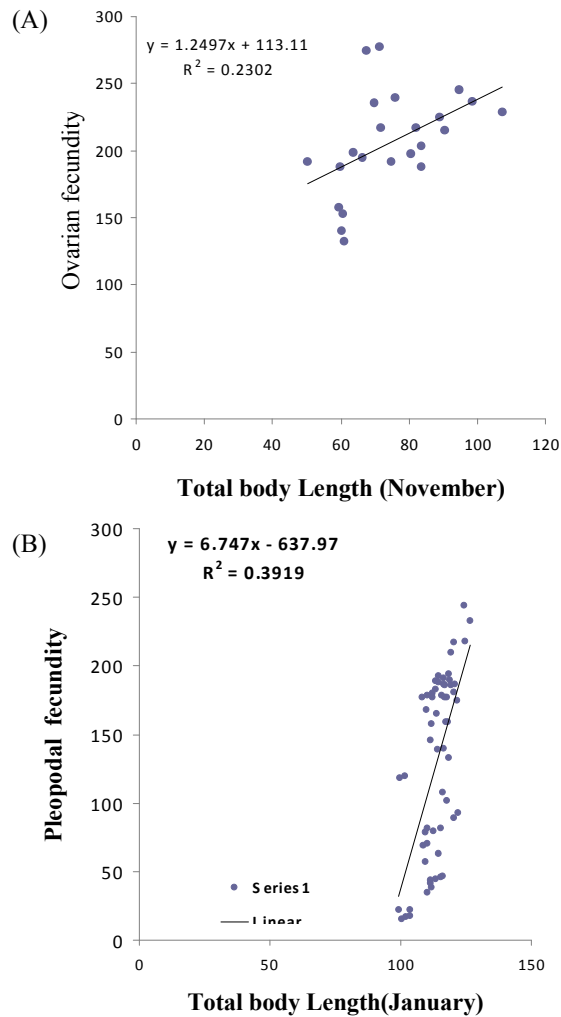 (A)
300
250
200
150
100
50
0
y = 1.2497x + 113.11
R² = 0.2302
Ovarian fecundity
0 20 40 60 80 100 120
Total body Length (November)
(B)
300
250
200
150
100
50
0
y = 6.747x - 637.97
R² = 0.3919
Pleopodal fecundity
Series1
Linear
0 50 100 150
Total body Length(January)